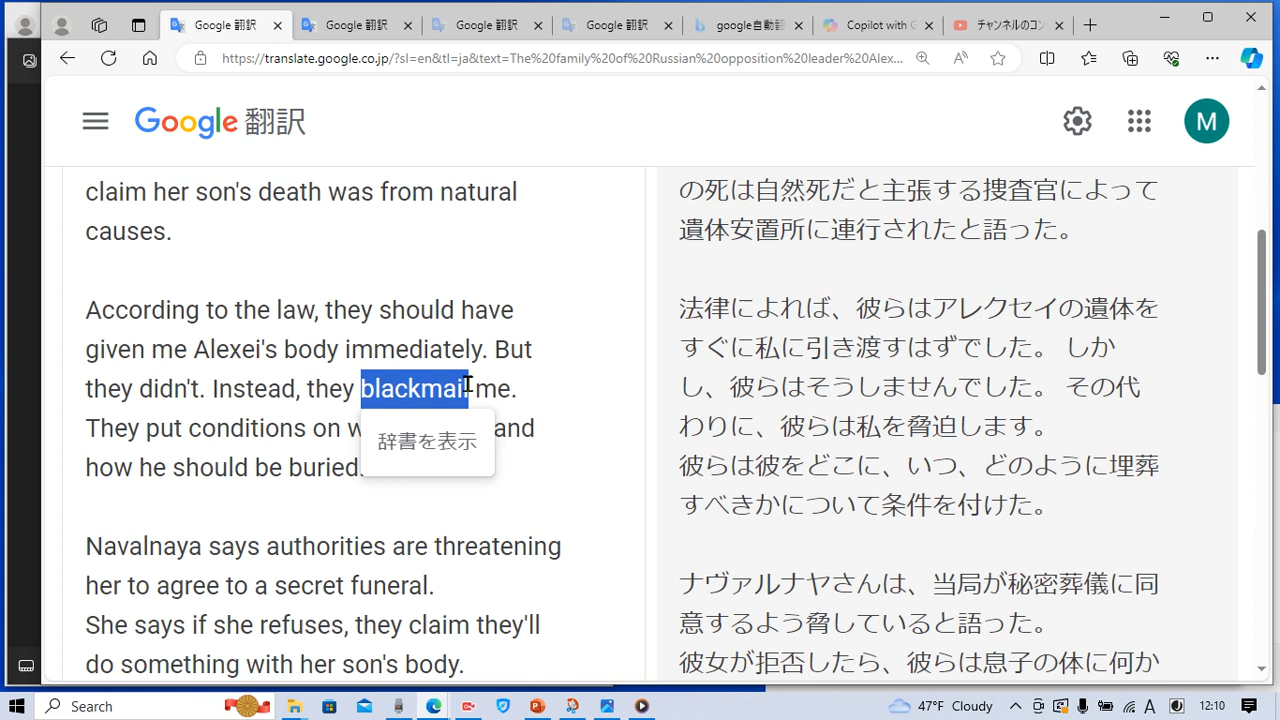 Google 翻訳
Google 翻訳
Google 翻訳
Google 翻訳
google自動
Copilot with
チャンネルのコン
https://translate.google.co.jp/?sl=en&tl=ja&text=The%20family%20of%20Russian%20opposition%20leader%20Alex...
Google 翻訳
M
claim her son's death was from natural
causes.
According to the law, they should have
given me Alexei's body immediately. But
they didn't. Instead, they blackmail me.
They put conditions on w and
how he should be buried.
辞書を表示
Navalnaya says authorities are threatening
her to agree to a secret funeral.
She says if she refuses, they claim they'll
do something with her son's body.
の死は自然死だと主張する捜査官によって
遺体安置所に連行されたと語った。
法律によれば、彼らはアレクセイの遺体を
すぐに私に引き渡すはずでした。 しか
し、彼らはそうしませんでした。 その代
わりに、彼らは私を脅迫します。
彼らは彼をどこに、いつ、どのように埋葬
すべきかについて条件を付けた。
ナヴァルナヤさんは、当局が秘密葬儀に同
意するよう脅していると語った。
彼女が拒否したら、彼らは息子の体に何か
Search
47°F Cloudy
A
12:10